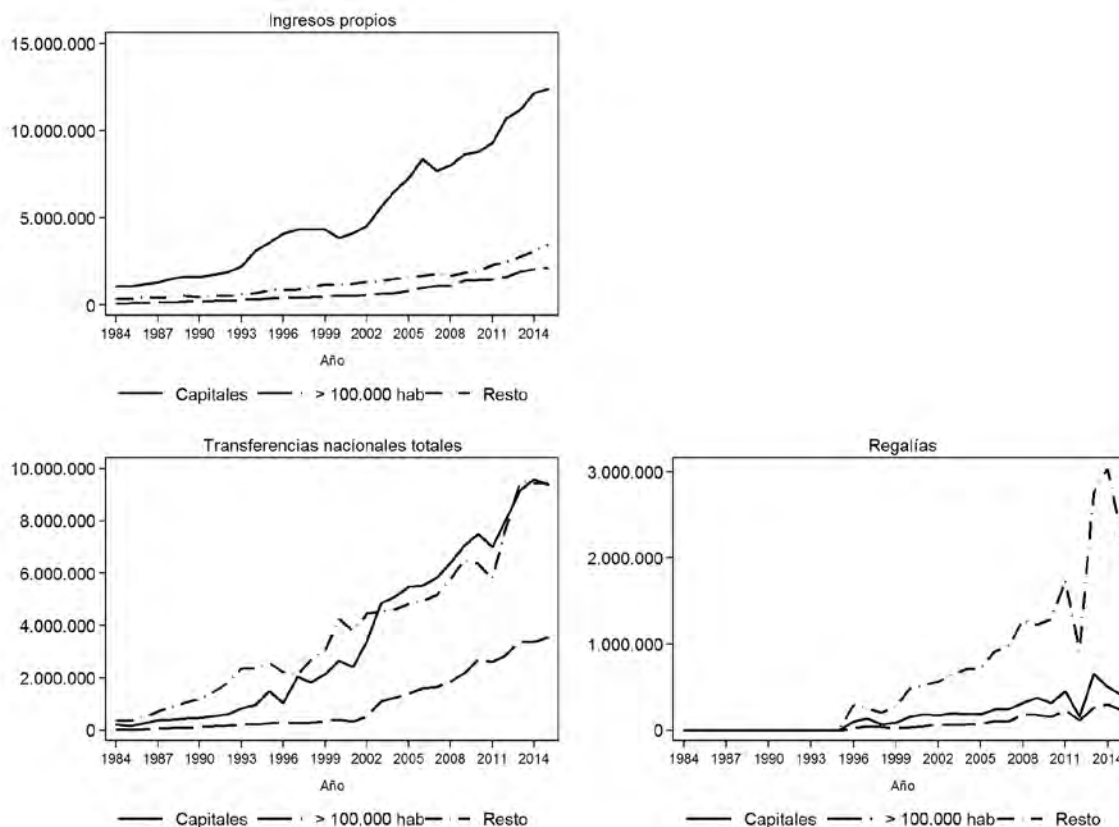 Ingresos propios
15.000.000
10.000.000
5.000.000
0
1984 1987 1990 1993 1996 1999 2002 2005 2008 2011 2014
Año
Capitales > 100.000 hab Resto
Transferencias nacionales totales
10.000.000
8.000.000
6.000.000
4.000.000
2.000.000
0
1984 1987 1990 1993 1996 1999 2002 2005 2008 2011 2014
Año
Capitales > 100.000 hab Resto
Regalías
3.000.000
2.000.000
1.000.000
0
1984 1987 1990 1993 1996 1999 2002 2005 2008 2011 2014
Año
Capitales > 100.000 hab Resto